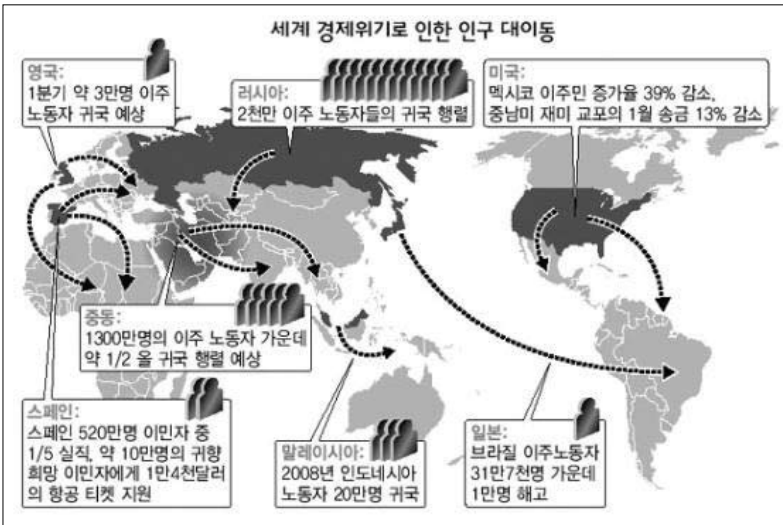 세계 경제위기로 인한 인구 대이동
영국:
1분기 약 3만명 이주
노동자 귀국 예상
러시아:
2천만 이주 노동자들의 귀국 행렬
미국:
멕시코 이주민 증가율 39% 감소,
중남미 재미 교포의 1월 송금 13% 감소
중동:
1300만명의 이주 노동자 가운데
약 1/2 올 귀국 행렬 예상
스페인:
스페인 520만명 이민자 중
1/5 실직, 약 10만명의 귀향
희망 이민자에게 1만4천달러
의 항공 티켓 지원
말레이시아:
2008년 인도네시아
노동자 20만명 귀국
일본:
브라질 이주노동자
31만7천명 가운데
1만명 해고